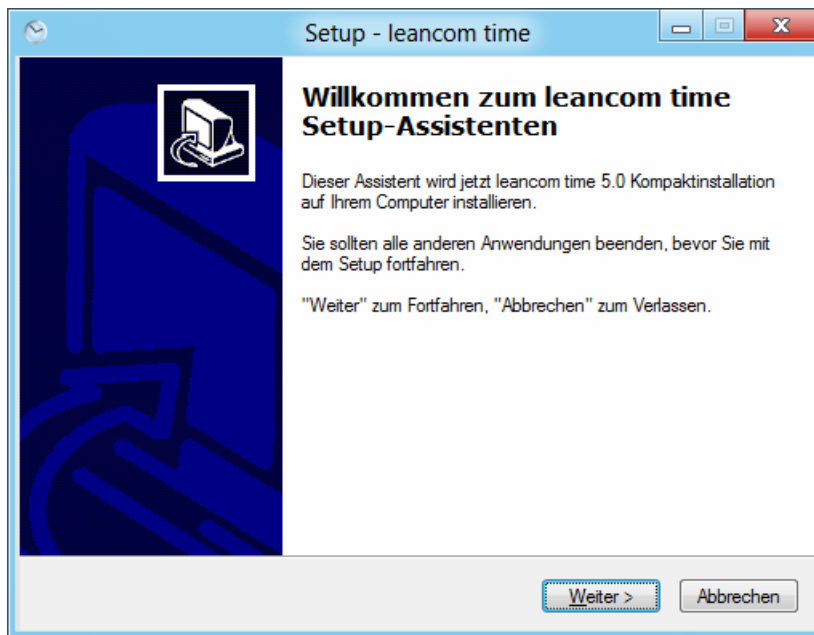 Setup - leancom time
Willkommen zum leancom time
Setup-Assistenten
Dieser Assistent wird jetzt leancom time 5.0 Kompaktinstallation
auf Ihrem Computer installieren.
Sie sollten alle anderen Anwendungen beenden, bevor Sie mit
dem Setup fortfahren.
"Weiter" zum Fortfahren, "Abbrechen" zum Verlassen.
Weiter > Abbrechen